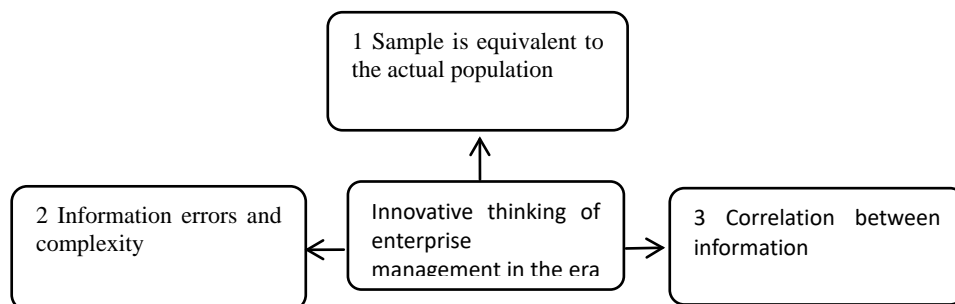 1 Sample is equivalent to
the actual population
2 Information errors and
complexity
Innovative thinking of
enterprise
management in the era
3 Correlation between
information